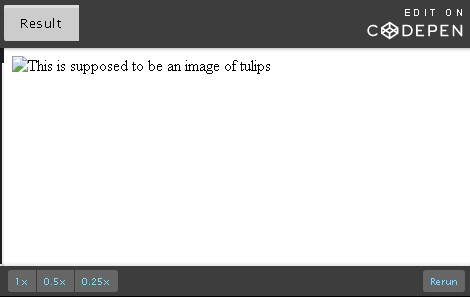 Result
EDIT ON
CODEPEN
This is supposed to be an image of tulips
1x 0.5x 0.25x
Rerun